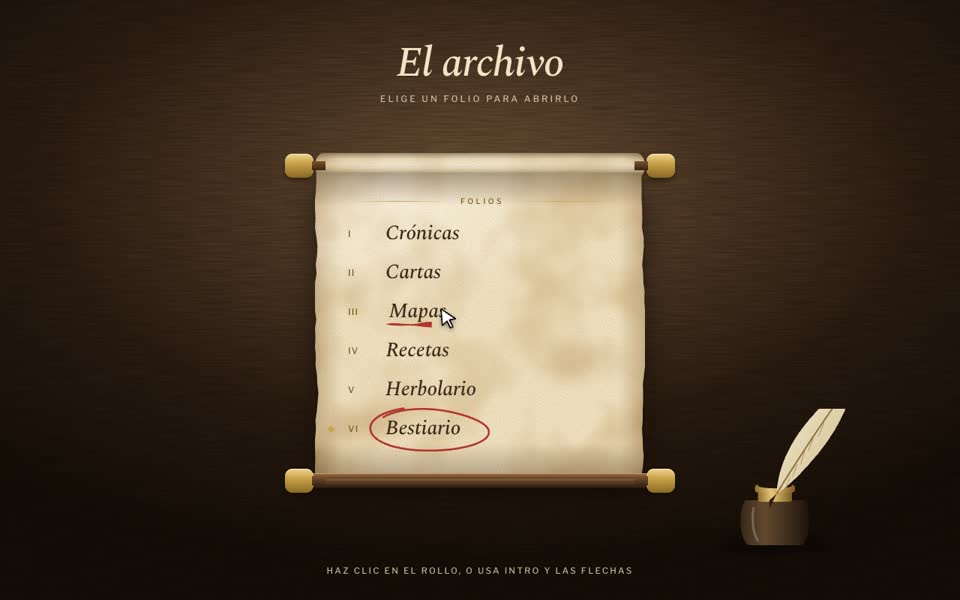 El archivo
ELIGE UN FOLIO PARA ABRIRLO
FOLIOS
I Crónicas
II Cartas
III Mapas
IV Recetas
V Herbolario
VI Bestiario
HAZ CLIC EN EL ROLLO, O USA INTRO Y LAS FLECHAS